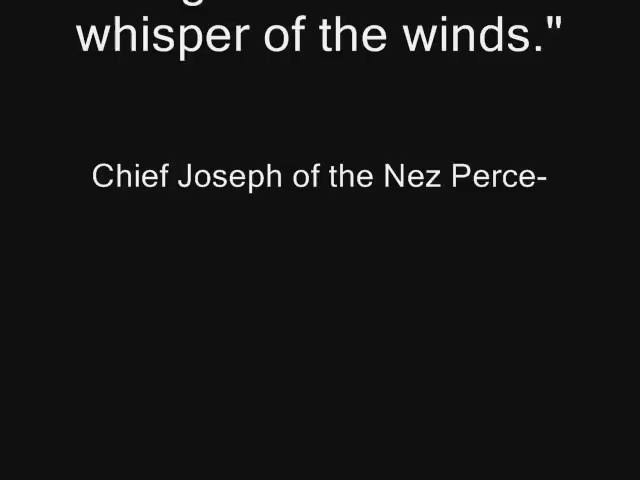 whisper of the winds."
Chief Joseph of the Nez Perce-